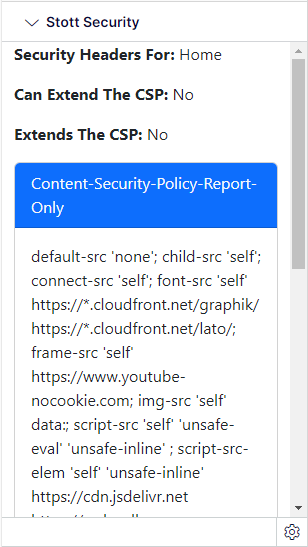 Stott Security
Security Headers For: Home
Can Extend The CSP: No
Extends The CSP: No
Content-Security-Policy-Report-
Only
default-src 'none'; child-src 'self';
connect-src 'self'; font-src 'self'
https://*.cloudfront.net/graphik/
https://*.cloudfront.net/lato/;
frame-src 'self'
https://www.youtube-
nocookie.com; img-src 'self'
data:; script-src 'self' 'unsafe-
eval' 'unsafe-inline' ; script-src-
elem 'self' 'unsafe-inline'
https://cdn.jsdelivr.net